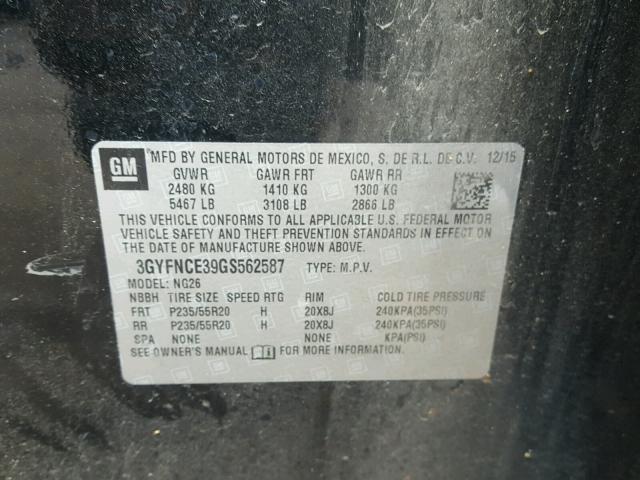 GM
MFD BY GENERAL MOTORS DE MEXICO, S. DE R.L. DE C.V. 12/15
GVWR GAWR FRT GAWR RR
2480 KG 1410 KG 1300 KG
5467 LB 3108 LB 2866 LB
THIS VEHICLE CONFORMS TO ALL APPLICABLE U.S. FEDERAL MOTOR
VEHICLE SAFETY AND THEFT PREVENTION STANDARDS IN EFFECT ON
THE DATE OF MANUFACTURE SHOWN ABOVE.
3GYFNCE39GS562587 TYPE: M.P.V.
MODEL: NG26
NBBH TIRE SIZE SPEED RTG RIM COLD TIRE PRESSURE
FRT P235/55R20 H 20X8J 240KPA(35PSI)
RR P235/55R20 H 20X8J 240KPA(35PSI)
SPA NONE NONE KPA(PSI)
SEE OWNER'S MANUAL FOR MORE INFORMATION.